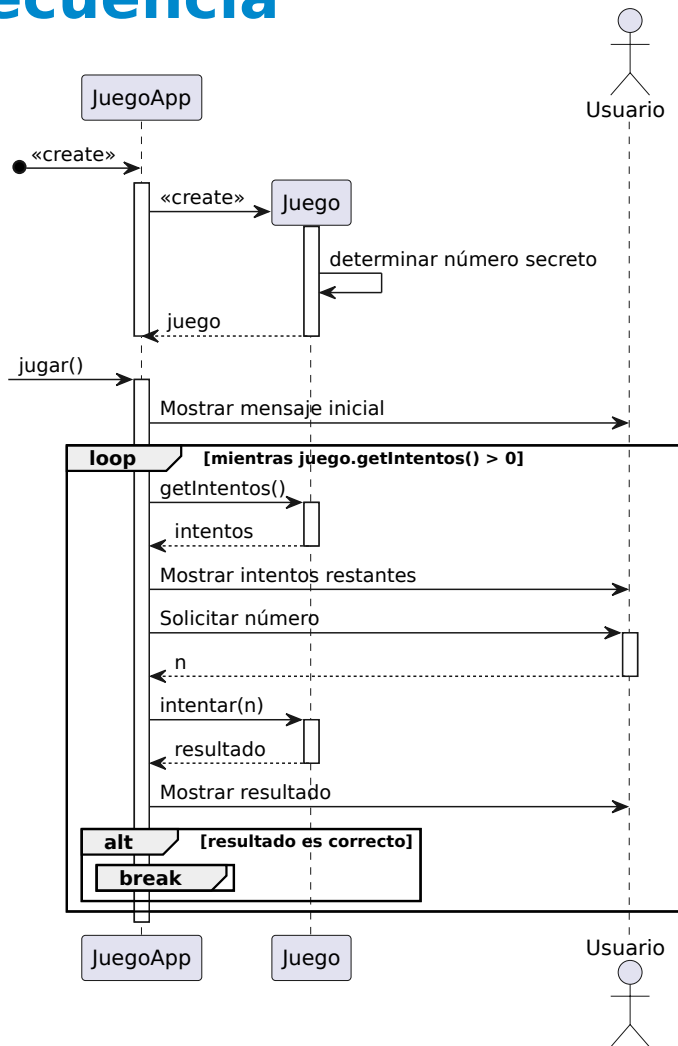 ecuencia
Usuario
JuegoApp
«create»
«create»
Juego
determinar número secreto
juego
jugar()
Mostrar mensaje inicial
loop [mientras juego.getIntentos() > 0]
getIntentos()
intentos
Mostrar intentos restantes
Solicitar número
n
intentar(n)
resultado
Mostrar resultado
alt [resultado es correcto]
break
JuegoApp Juego Usuario